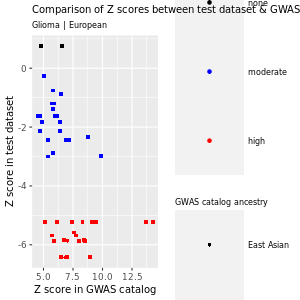 Comparison of Z scores between test dataset & GWAS
Glioma | European
none
moderate
high
GWAS catalog ancestry
East Asian
Z score in test dataset
0
-2
-4
-6
5.0 7.5 10.0 12.5
Z score in GWAS catalog